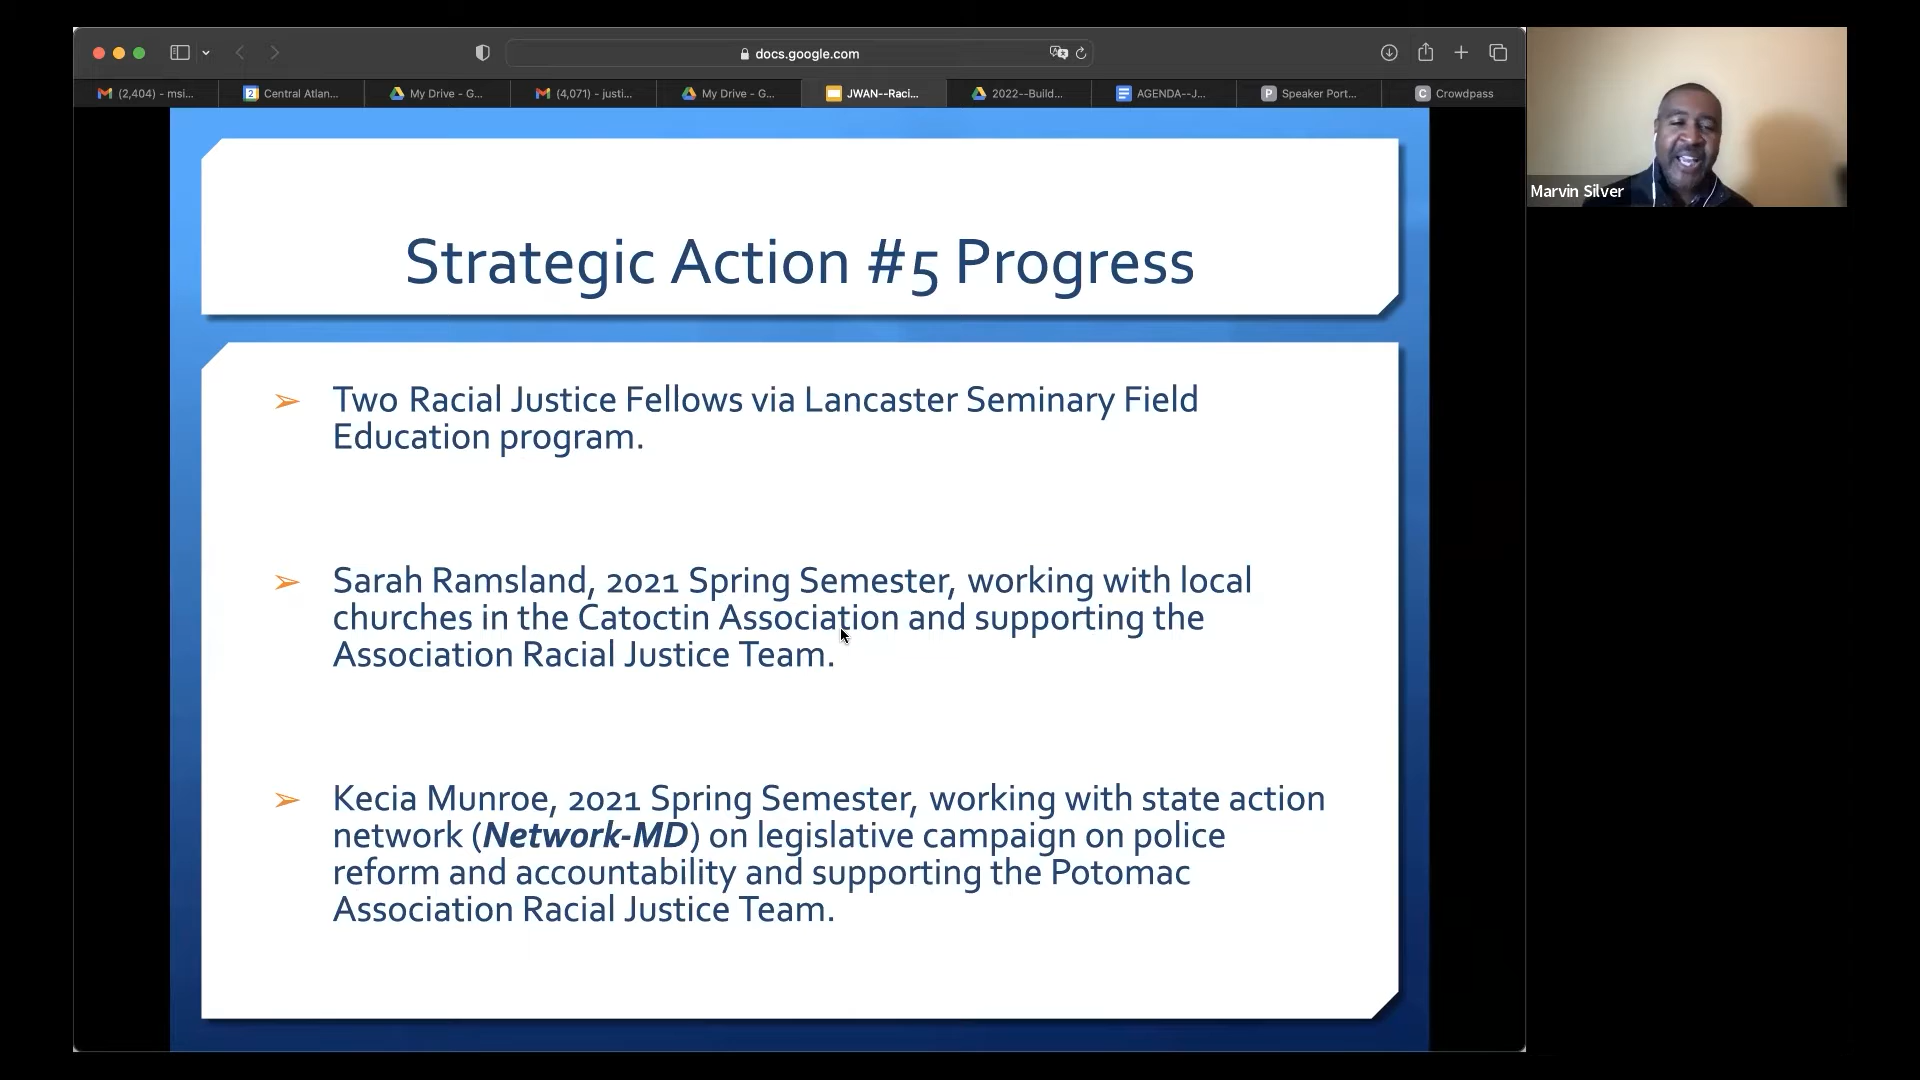 docs.google.com
(2,404) - msi...
Central Atlan...
My Drive - G...
(4,071) - justi...
My Drive - G...
JWAN--Raci...
2022--Build...
AGENDA--J...
P Speaker Port...
C Crowdpass
Marvin Silver
Strategic Action #5 Progress
➢ Two Racial Justice Fellows via Lancaster Seminary Field
Education program.
➢ Sarah Ramsland, 2021 Spring Semester, working with local
churches in the Catoctin Association and supporting the
Association Racial Justice Team.
➢ Kecia Munroe, 2021 Spring Semester, working with state action
network (Network-MD) on legislative campaign on police
reform and accountability and supporting the Potomac
Association Racial Justice Team.